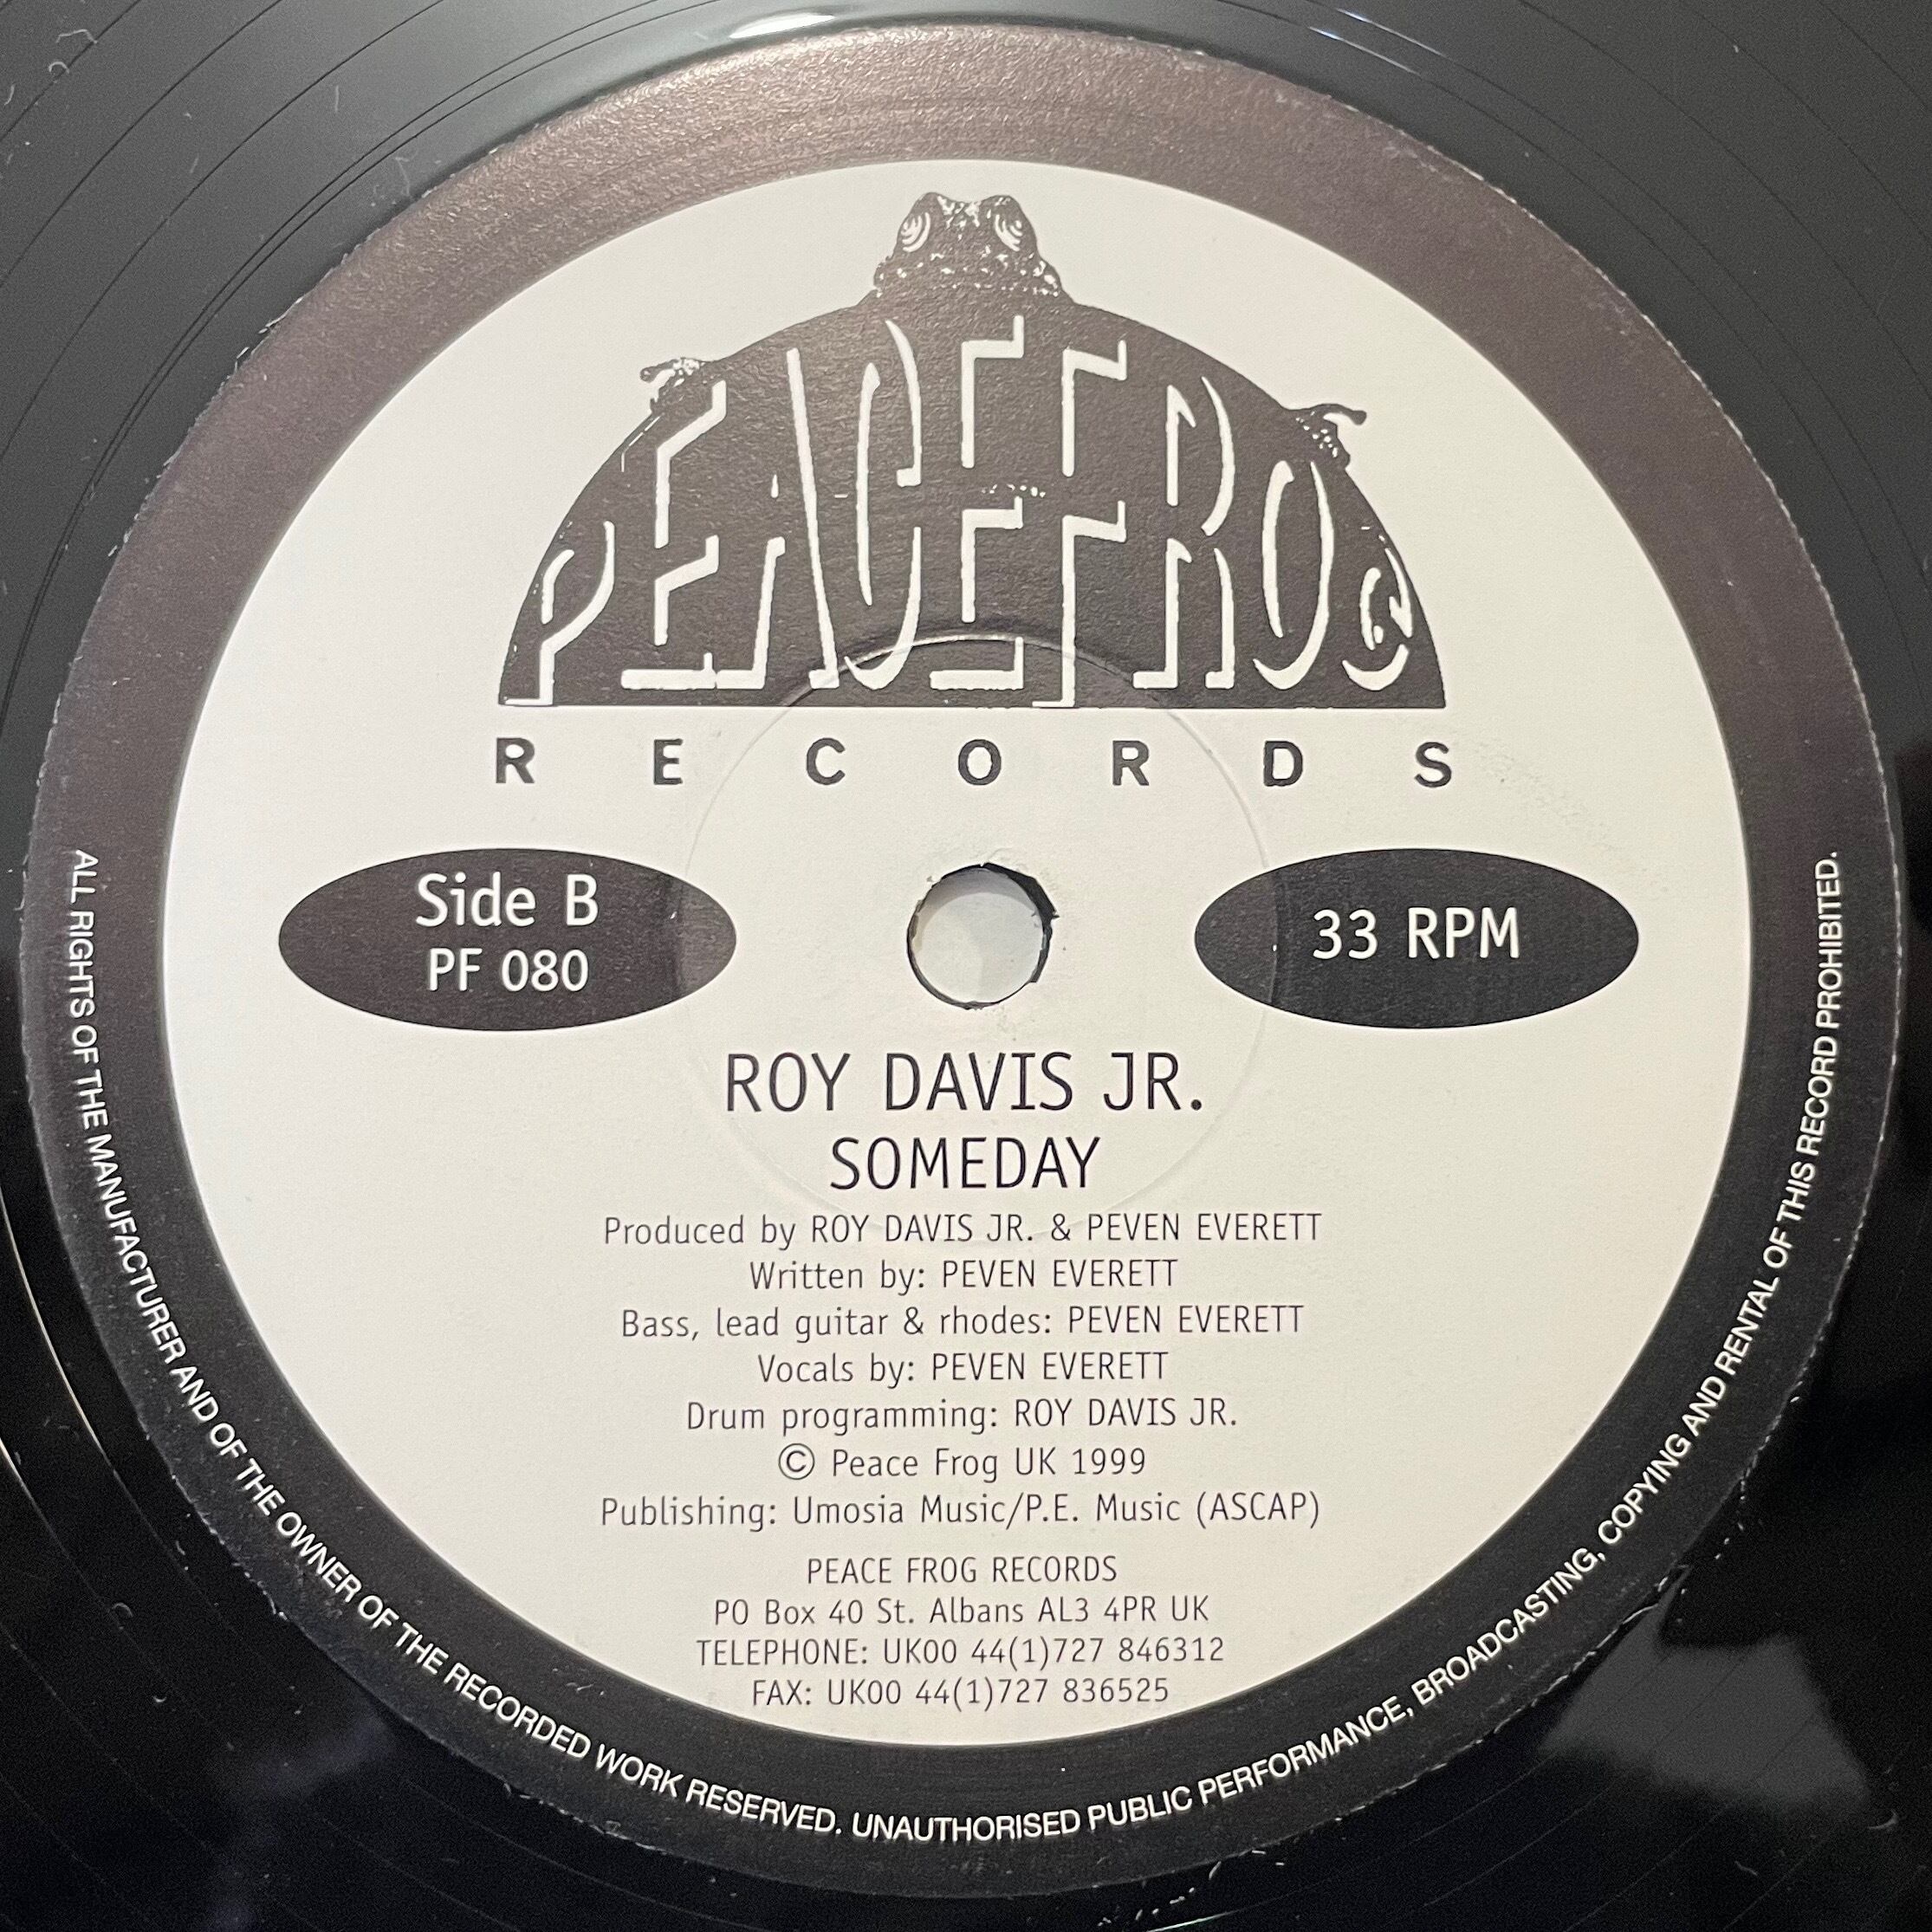 PEACEFROG
RECORDS
Side B
PF 080
33 RPM
ROY DAVIS JR.
SOMEDAY
Produced by ROY DAVIS JR. & PEVEN EVERETT
Written by: PEVEN EVERETT
Bass, lead guitar & rhodes: PEVEN EVERETT
Vocals by: PEVEN EVERETT
Drum programming: ROY DAVIS JR.
© Peace Frog UK 1999
Publishing: Umosia Music/P.E. Music (ASCAP)
PEACE FROG RECORDS
PO Box 40 St. Albans AL3 4PR UK
TELEPHONE: UK00 44(1)727 846312
FAX: UK00 44(1)727 836525
ALL RIGHTS OF THE MANUFACTURER AND OF THE OWNER OF THE RECORDED WORK RESERVED. UNAUTHORISED PUBLIC PERFORMANCE, BROADCASTING, COPYING AND RENTAL OF THIS RECORD PROHIBITED.